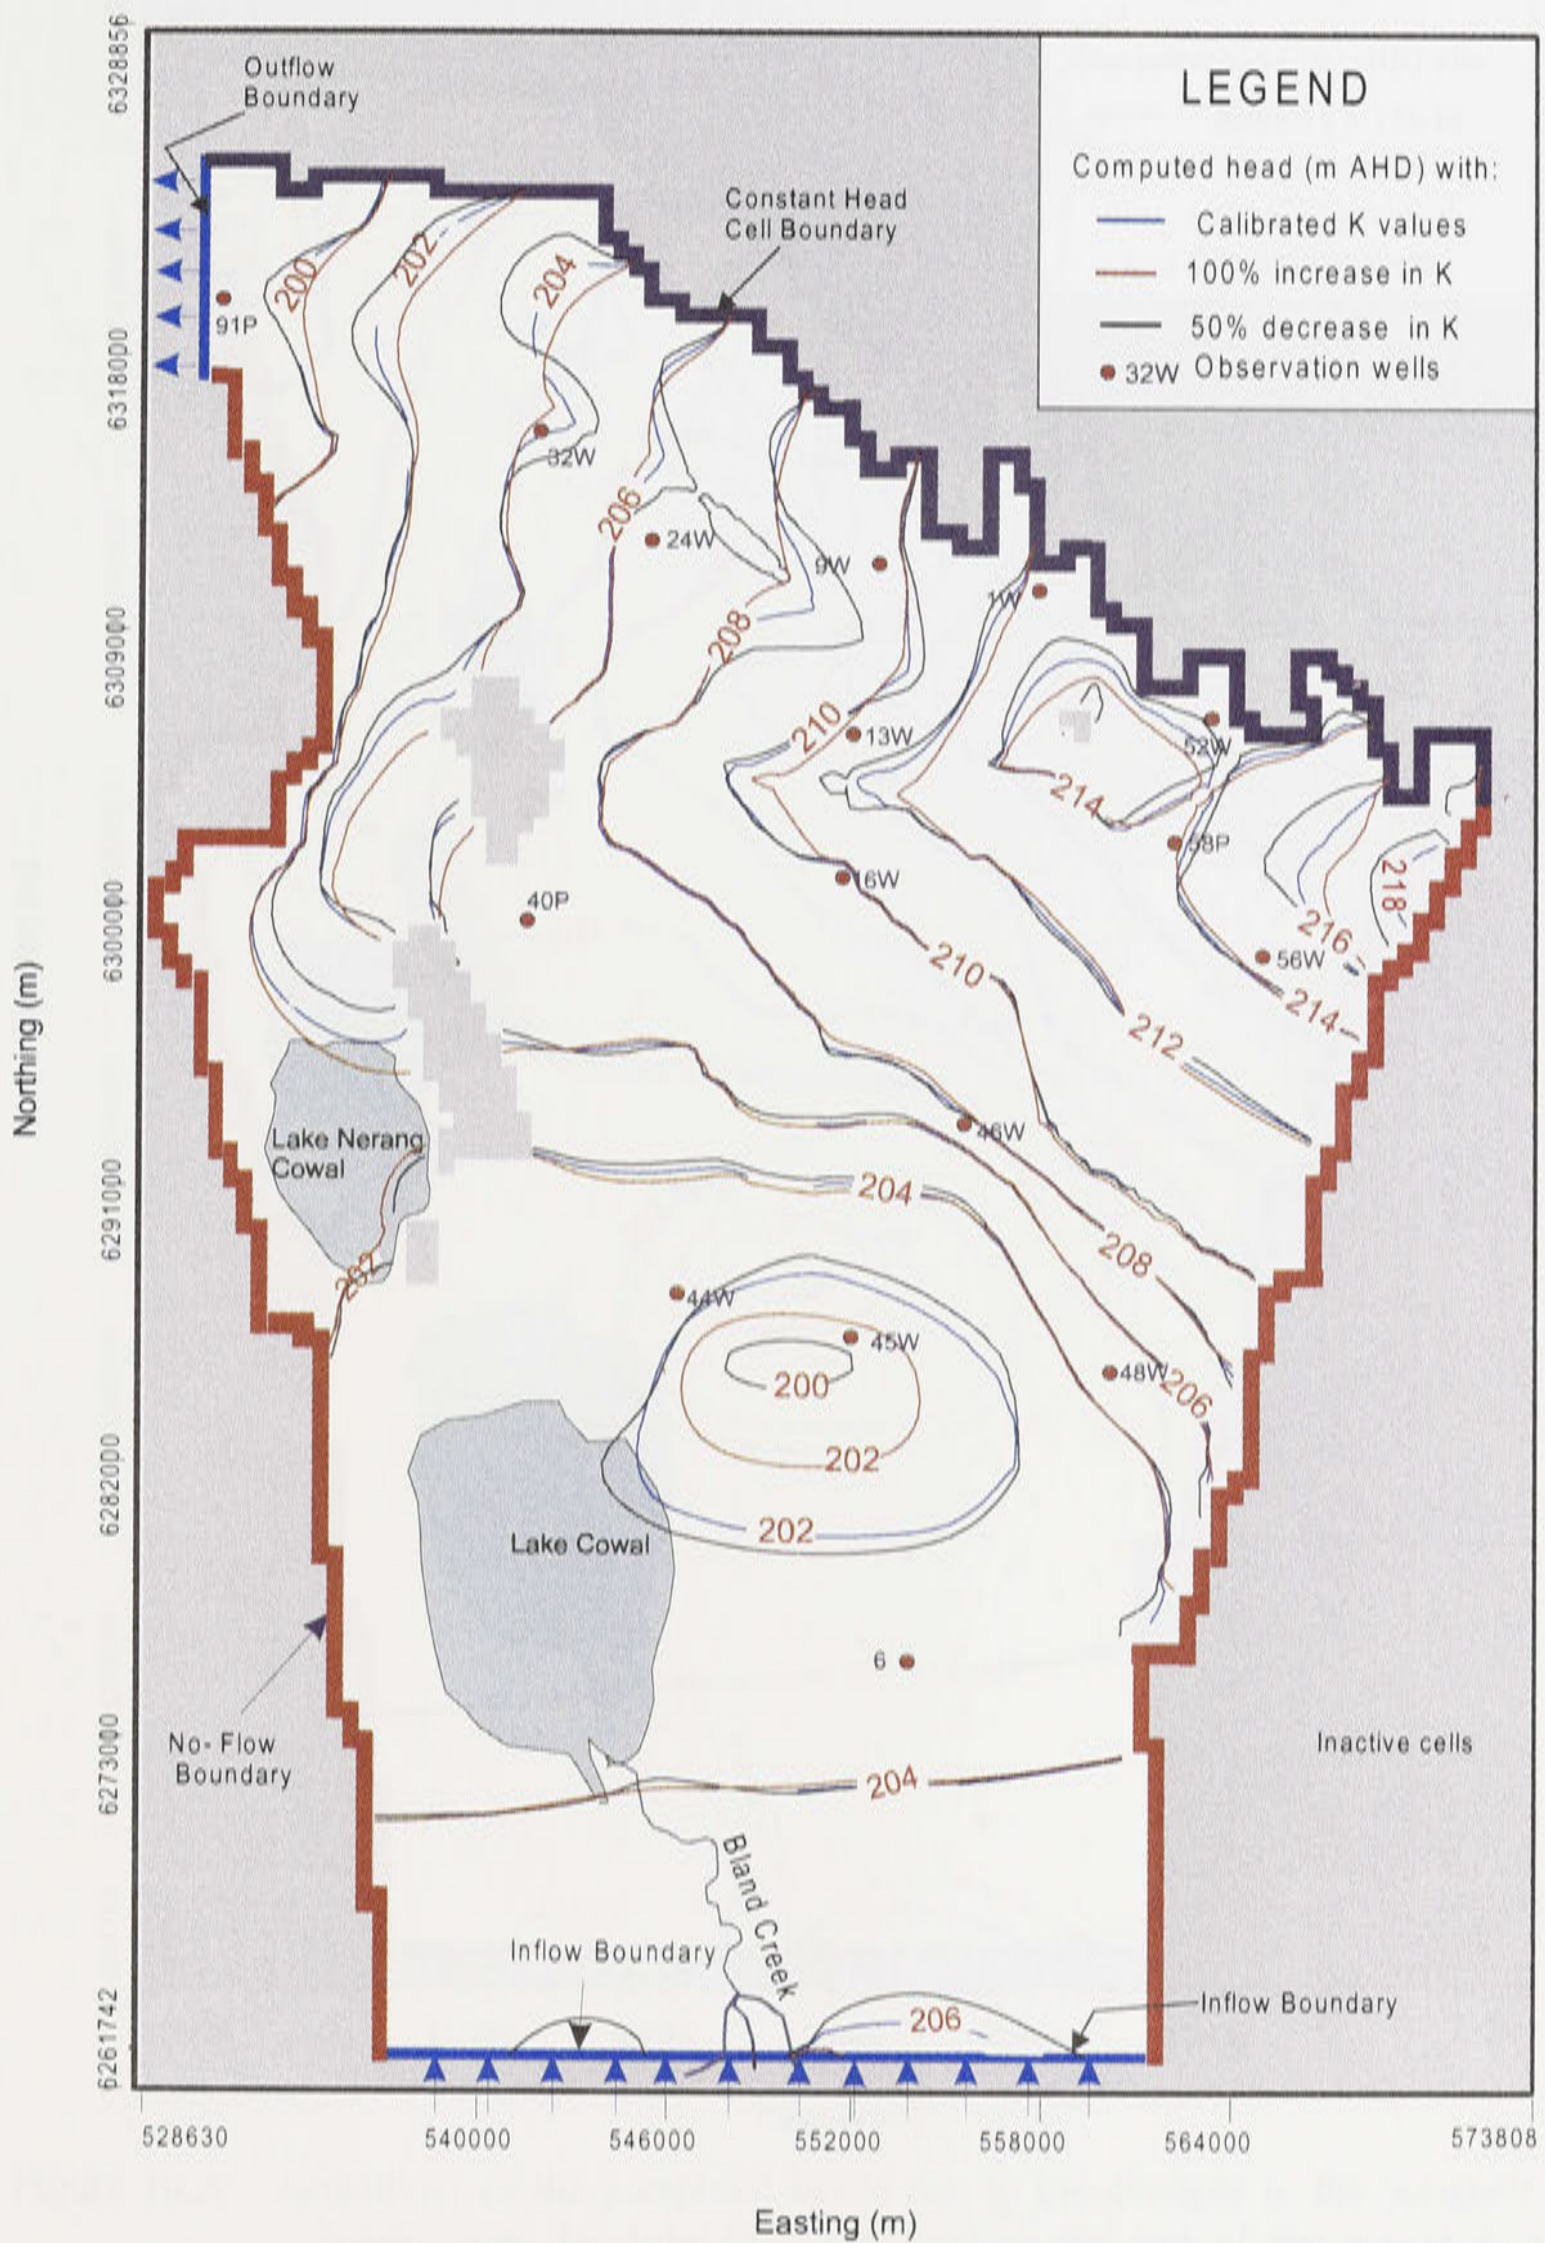 Outflow
Boundary
LEGEND
Computed head (m AHD) with:
Calibrated K values
100% increase in K
50% decrease in K
32W Observation wells
Constant Head
Cell Boundary
6328856
6318000
6309000
6300000
6291000
6282000
6273000
6261742
Northing (m)
200
202
204
91P
32W
206
24W
9W
1W
208
210
13W
52W
214
58P
16W
218
40P
216
210
56W
214
212
46W
Lake Nerang
Cowal
204
208
202
44W
45W
48W
200
206
202
202
Lake Cowal
6
No-Flow
Boundary
Inactive cells
204
Bland Creek
Inflow Boundary
Inflow Boundary
206
528630
540000
546000
552000
558000
564000
573808
Easting (m)